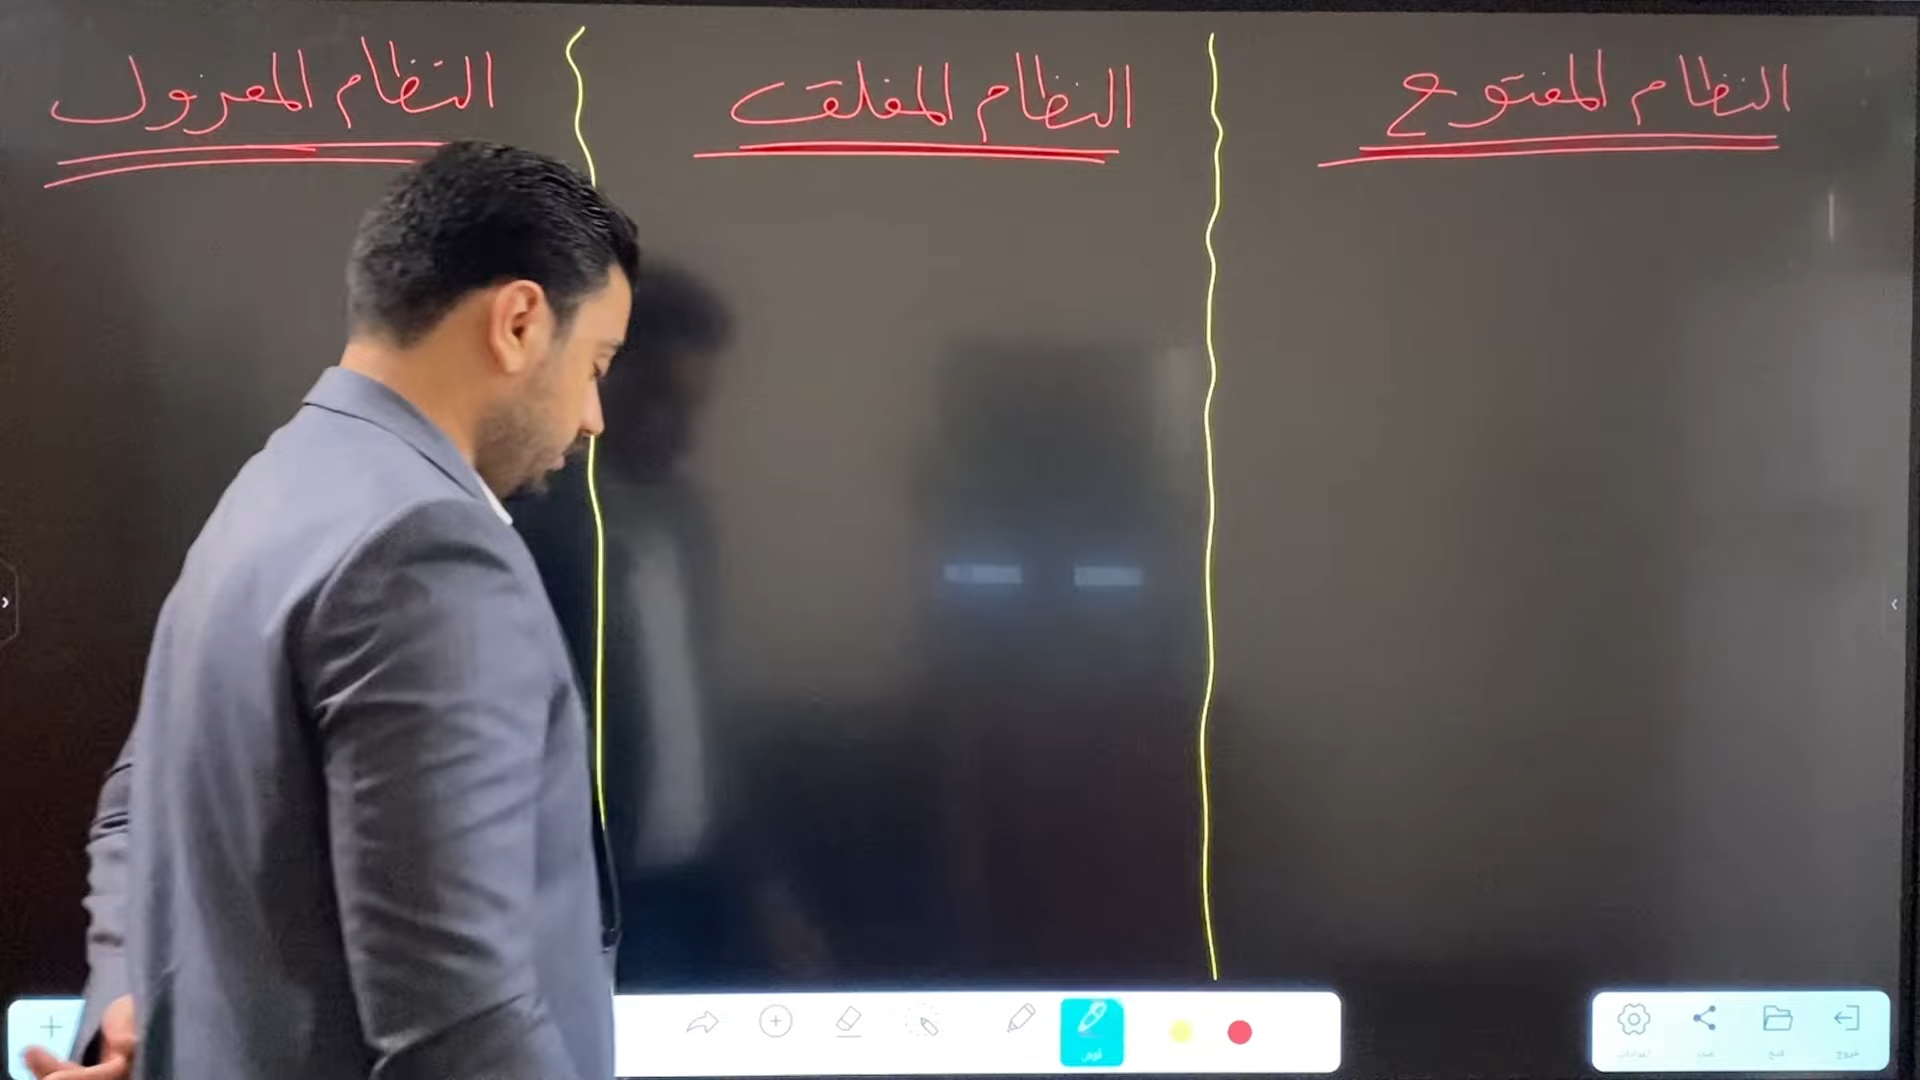 النظام المفتوح
النظام المغلق
النظام المعزول